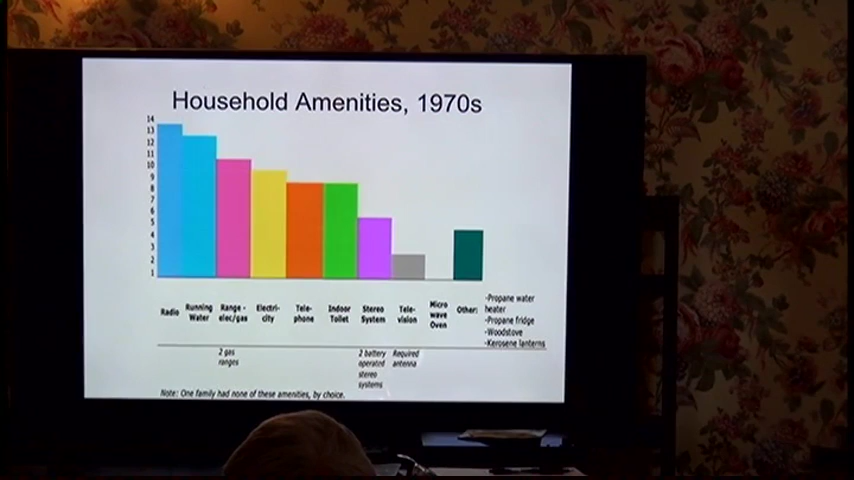 Household Amenities, 1970s
14
13
12
11
10
9
8
7
6
5
4
3
2
1
Radio
Running
Water
Range -
elec/gas
Electri-
city
Tele-
phone
Indoor
Toilet
Stereo
System
Tele-
vision
Micro
wave
Oven
Other:
-Propane water
heater
-Propane fridge
-Woodstove
-Kerosene lanterns
2 gas
ranges
2 battery
operated
stereo
systems
Required
antenna
Note: One family had none of these amenities, by choice.